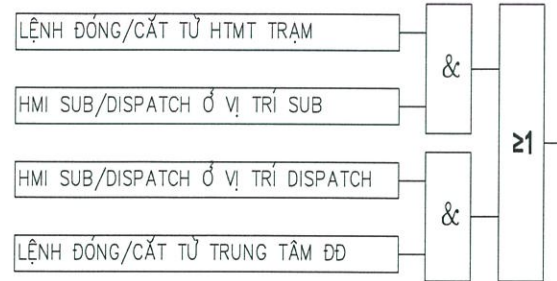 LỆNH ĐÓNG/CẮT TỪ HTMT TRẠM
&
HMI SUB/DISPATCH Ở VỊ TRÍ SUB
≥1
HMI SUB/DISPATCH Ở VỊ TRÍ DISPATCH
&
LỆNH ĐÓNG/CẮT TỪ TRUNG TÂM ĐĐ